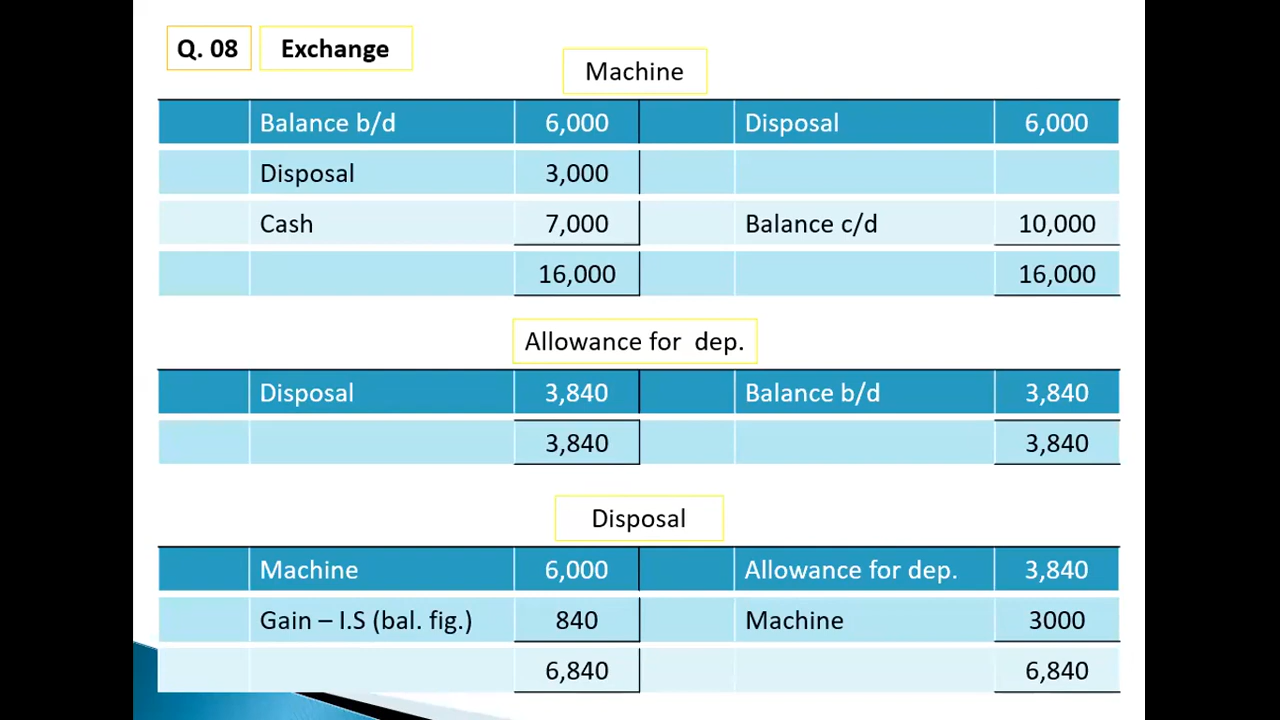 Q. 08 Exchange
Machine
Balance b/d 6,000 Disposal 6,000
Disposal 3,000
Cash 7,000 Balance c/d 10,000
16,000 16,000
Allowance for dep.
Disposal 3,840 Balance b/d 3,840
3,840 3,840
Disposal
Machine 6,000 Allowance for dep. 3,840
Gain – I.S (bal. fig.) 840 Machine 3000
6,840 6,840